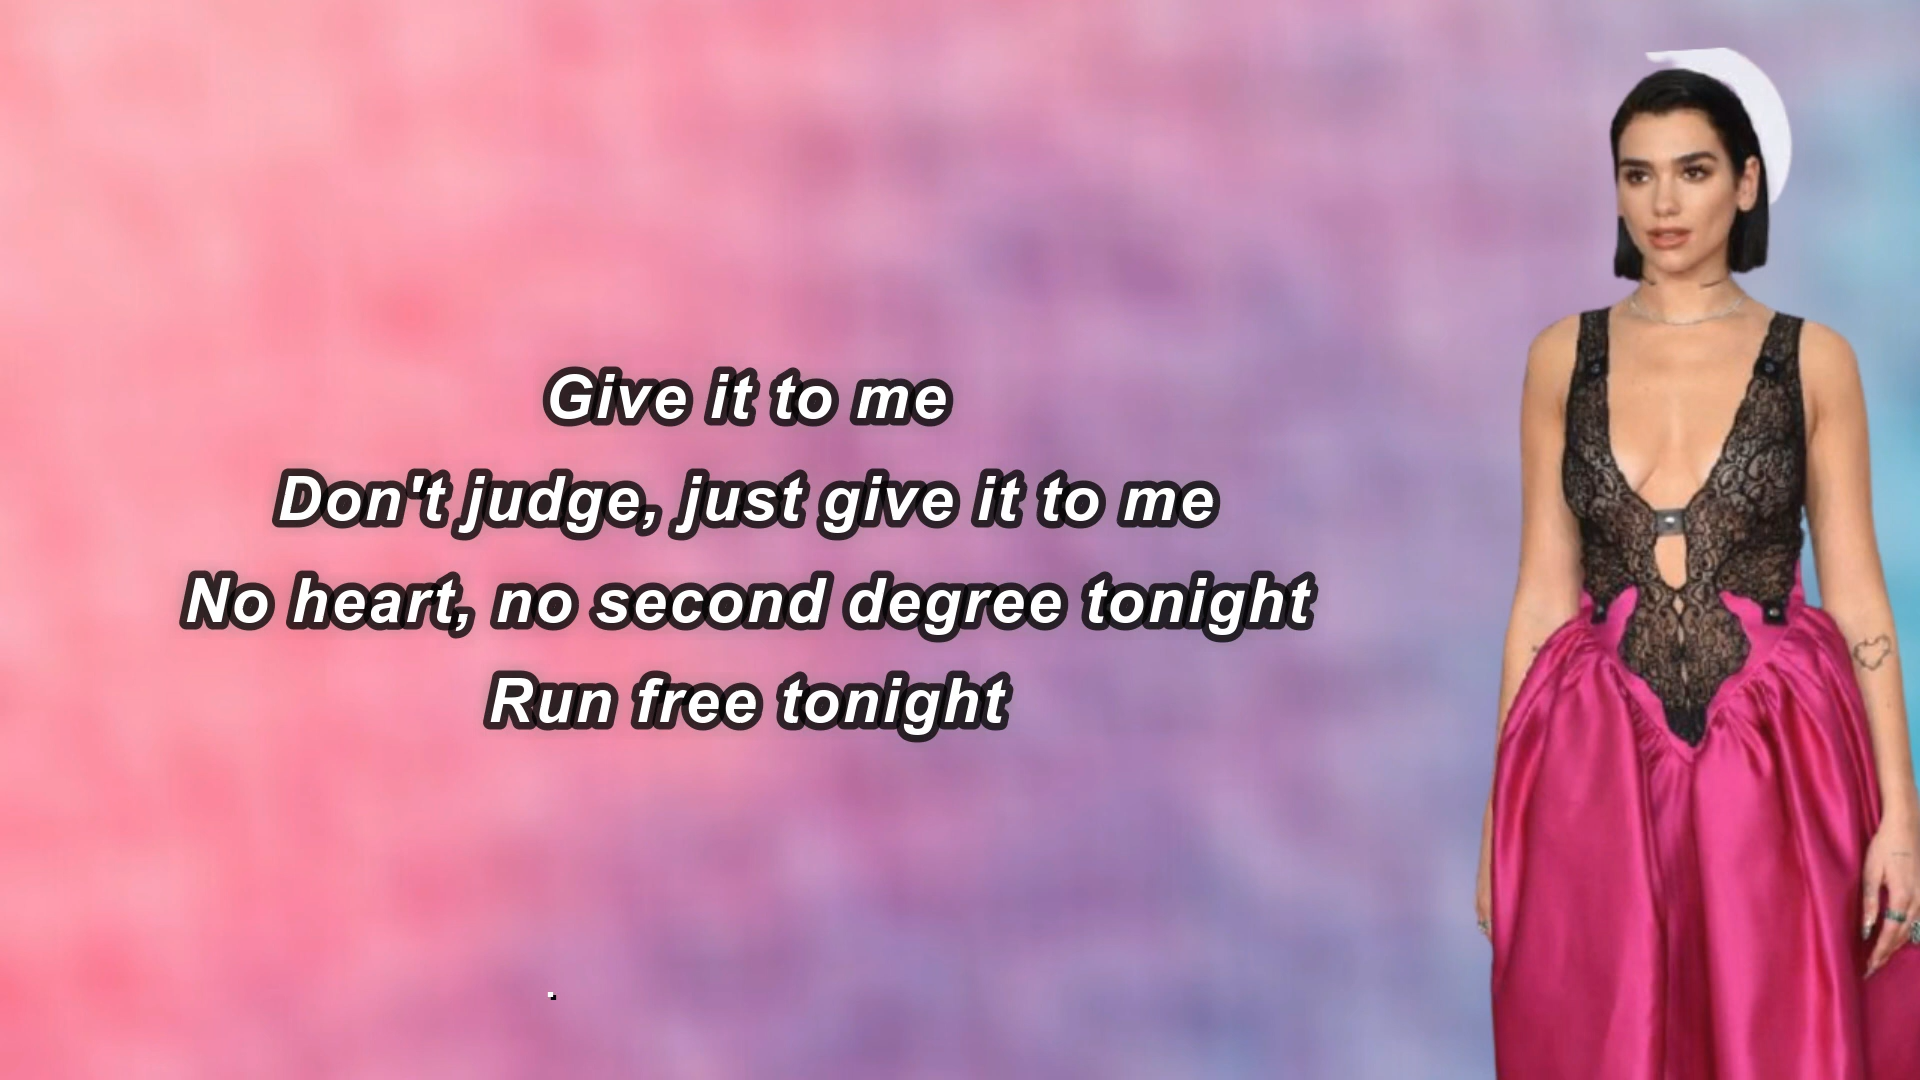 Give it to me
Don't judge, just give it to me
No heart, no second degree tonight
Run free tonight